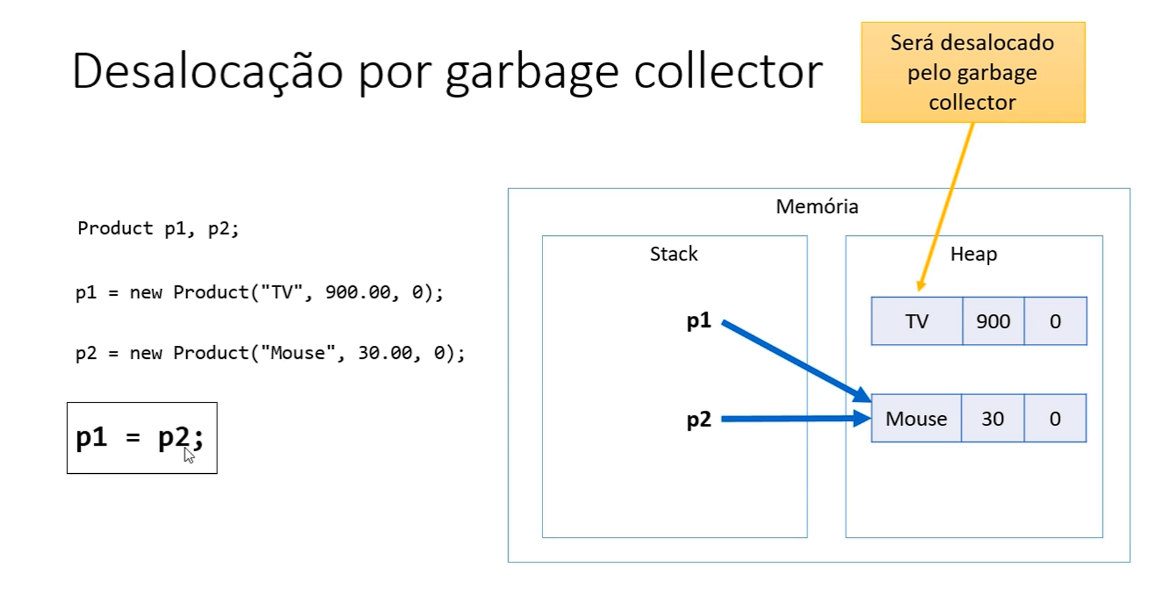 Desalocação por garbage collector
Será desalocado
pelo garbage
collector
Product p1, p2;
p1 = new Product("TV", 900.00, 0);
p2 = new Product("Mouse", 30.00, 0);
p1 = p2;
Memória
Stack
Heap
p1
TV 900 0
p2
Mouse 30 0